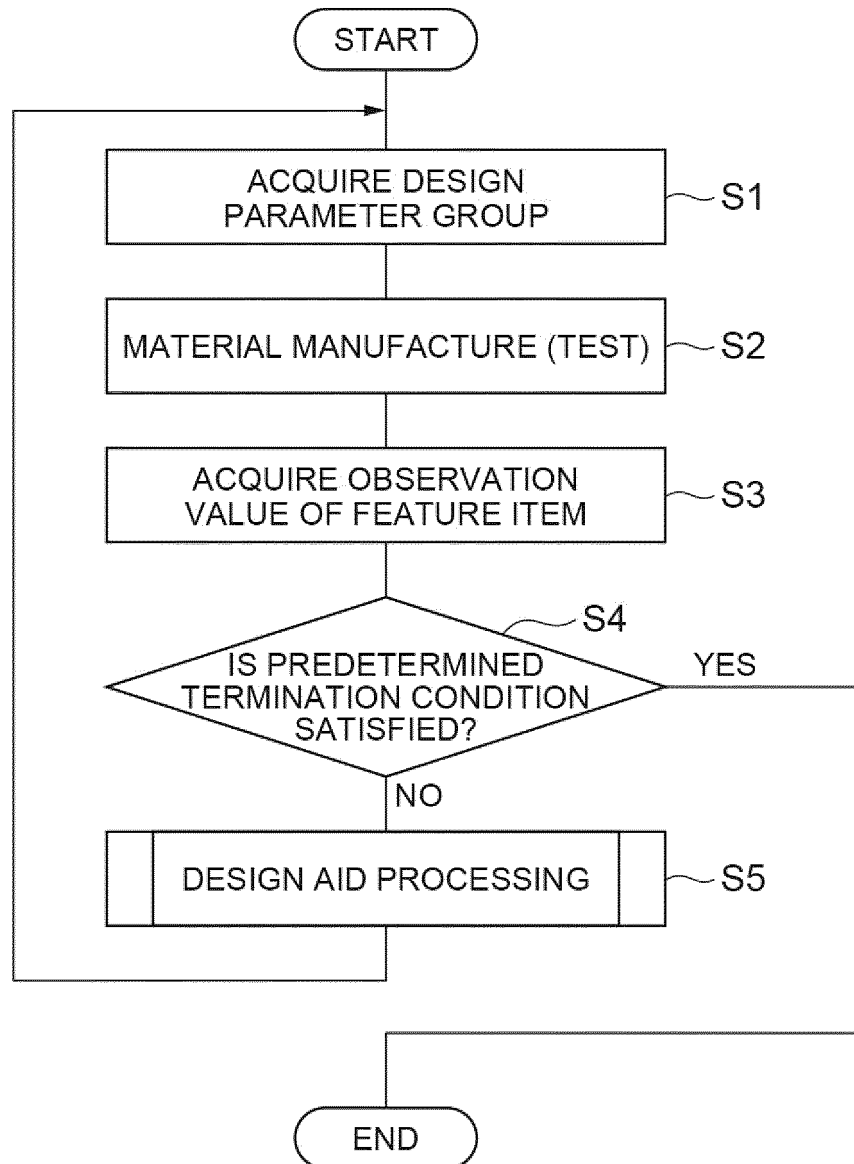 START
ACQUIRE DESIGN
PARAMETER GROUP
S1
MATERIAL MANUFACTURE (TEST)
S2
ACQUIRE OBSERVATION
VALUE OF FEATURE ITEM
S3
S4
IS PREDETERMINED
TERMINATION CONDITION
SATISFIED?
YES
NO
DESIGN AID PROCESSING
S5
END